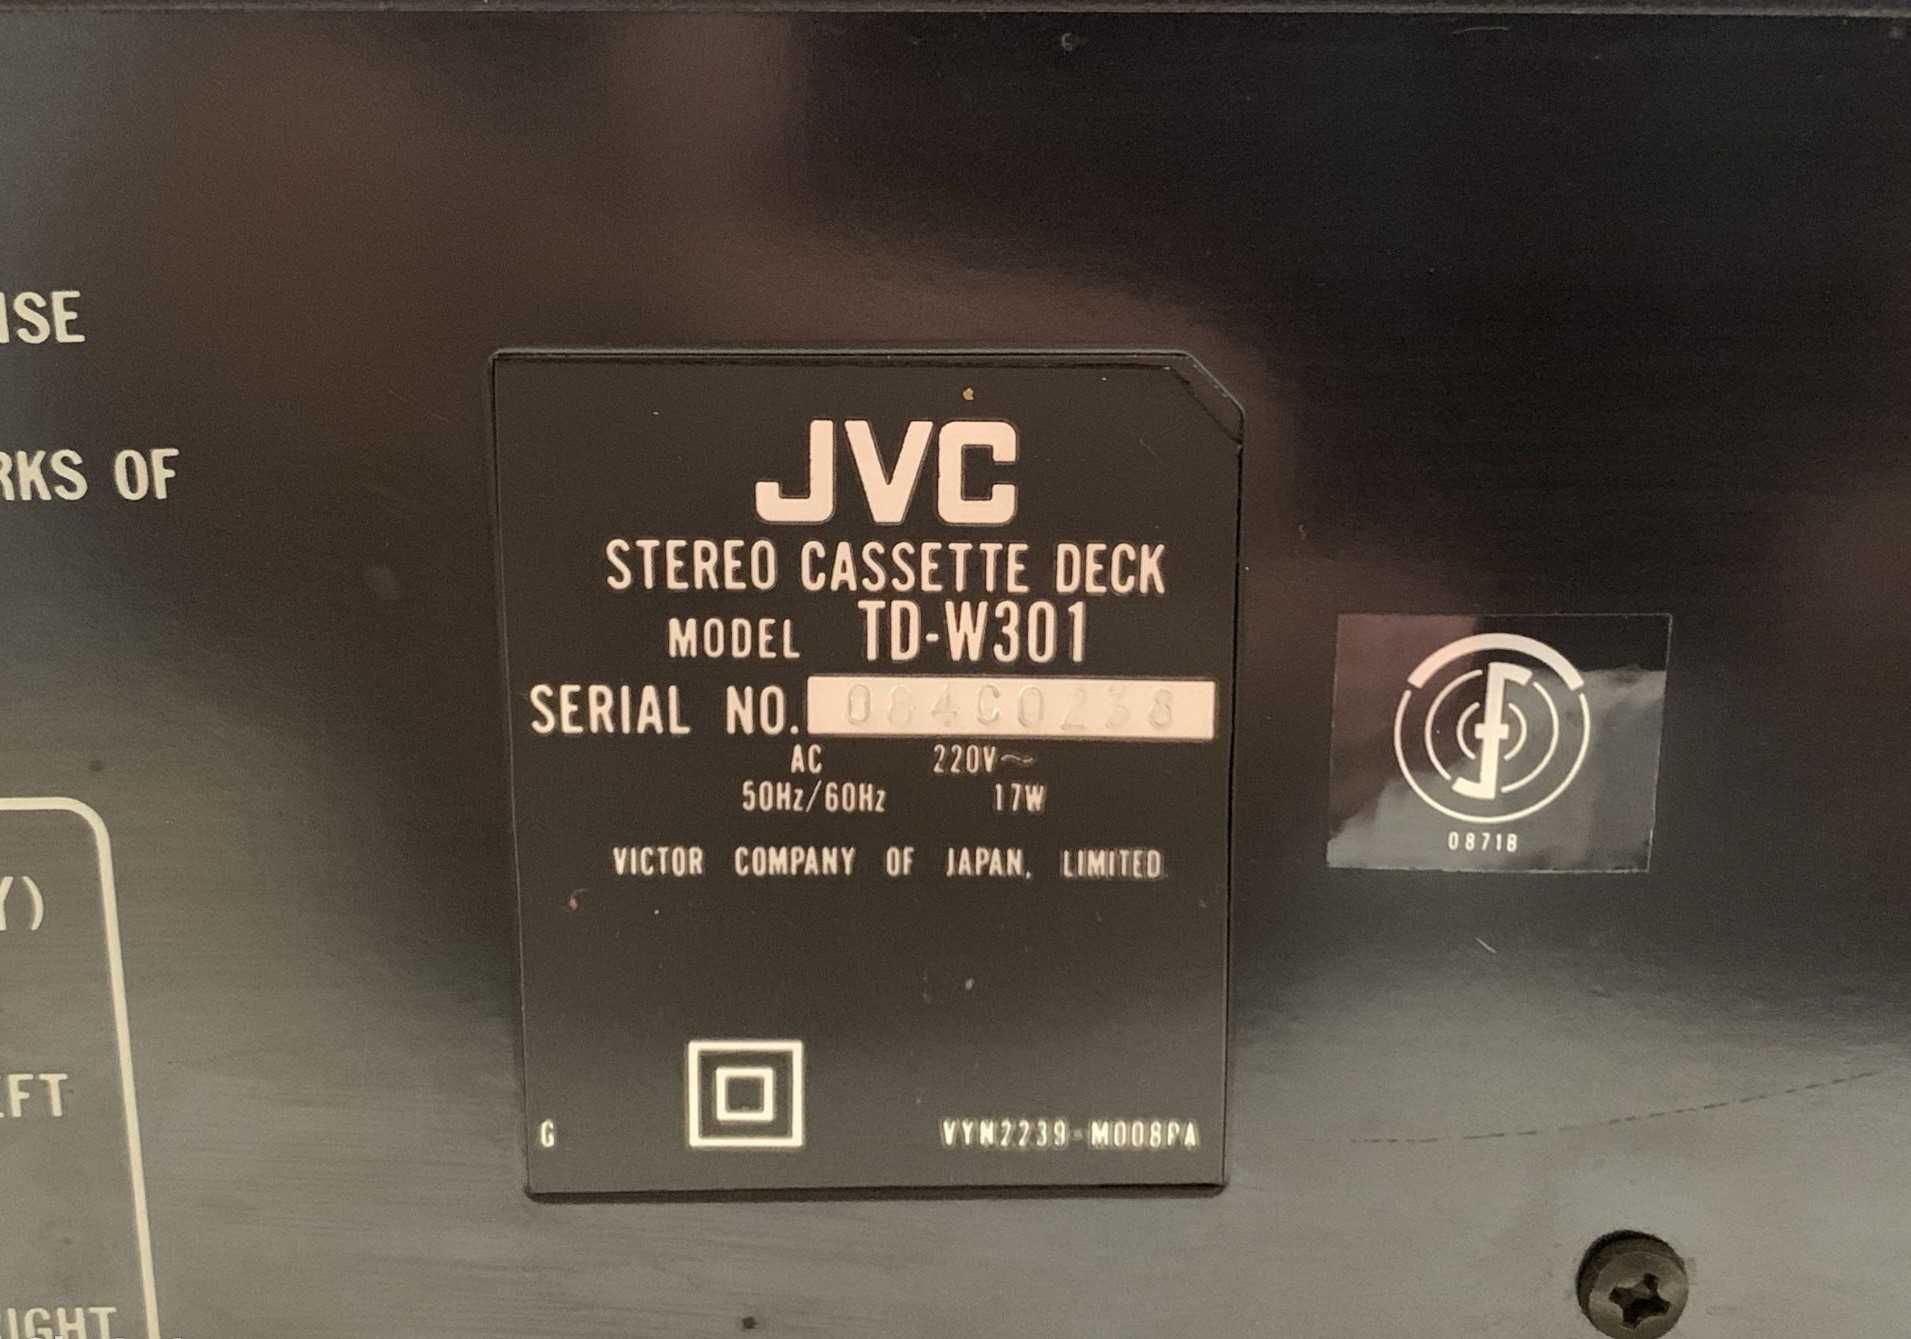 ISE
RKS OF
JVC
STEREO CASSETTE DECK
MODEL TD-W301
SERIAL NO. 084C0238
AC 220V~
50Hz/60Hz 17W
VICTOR COMPANY OF JAPAN, LIMITED
G
VYN2239-M008PA
0871B
Y)
EFT
IGHT